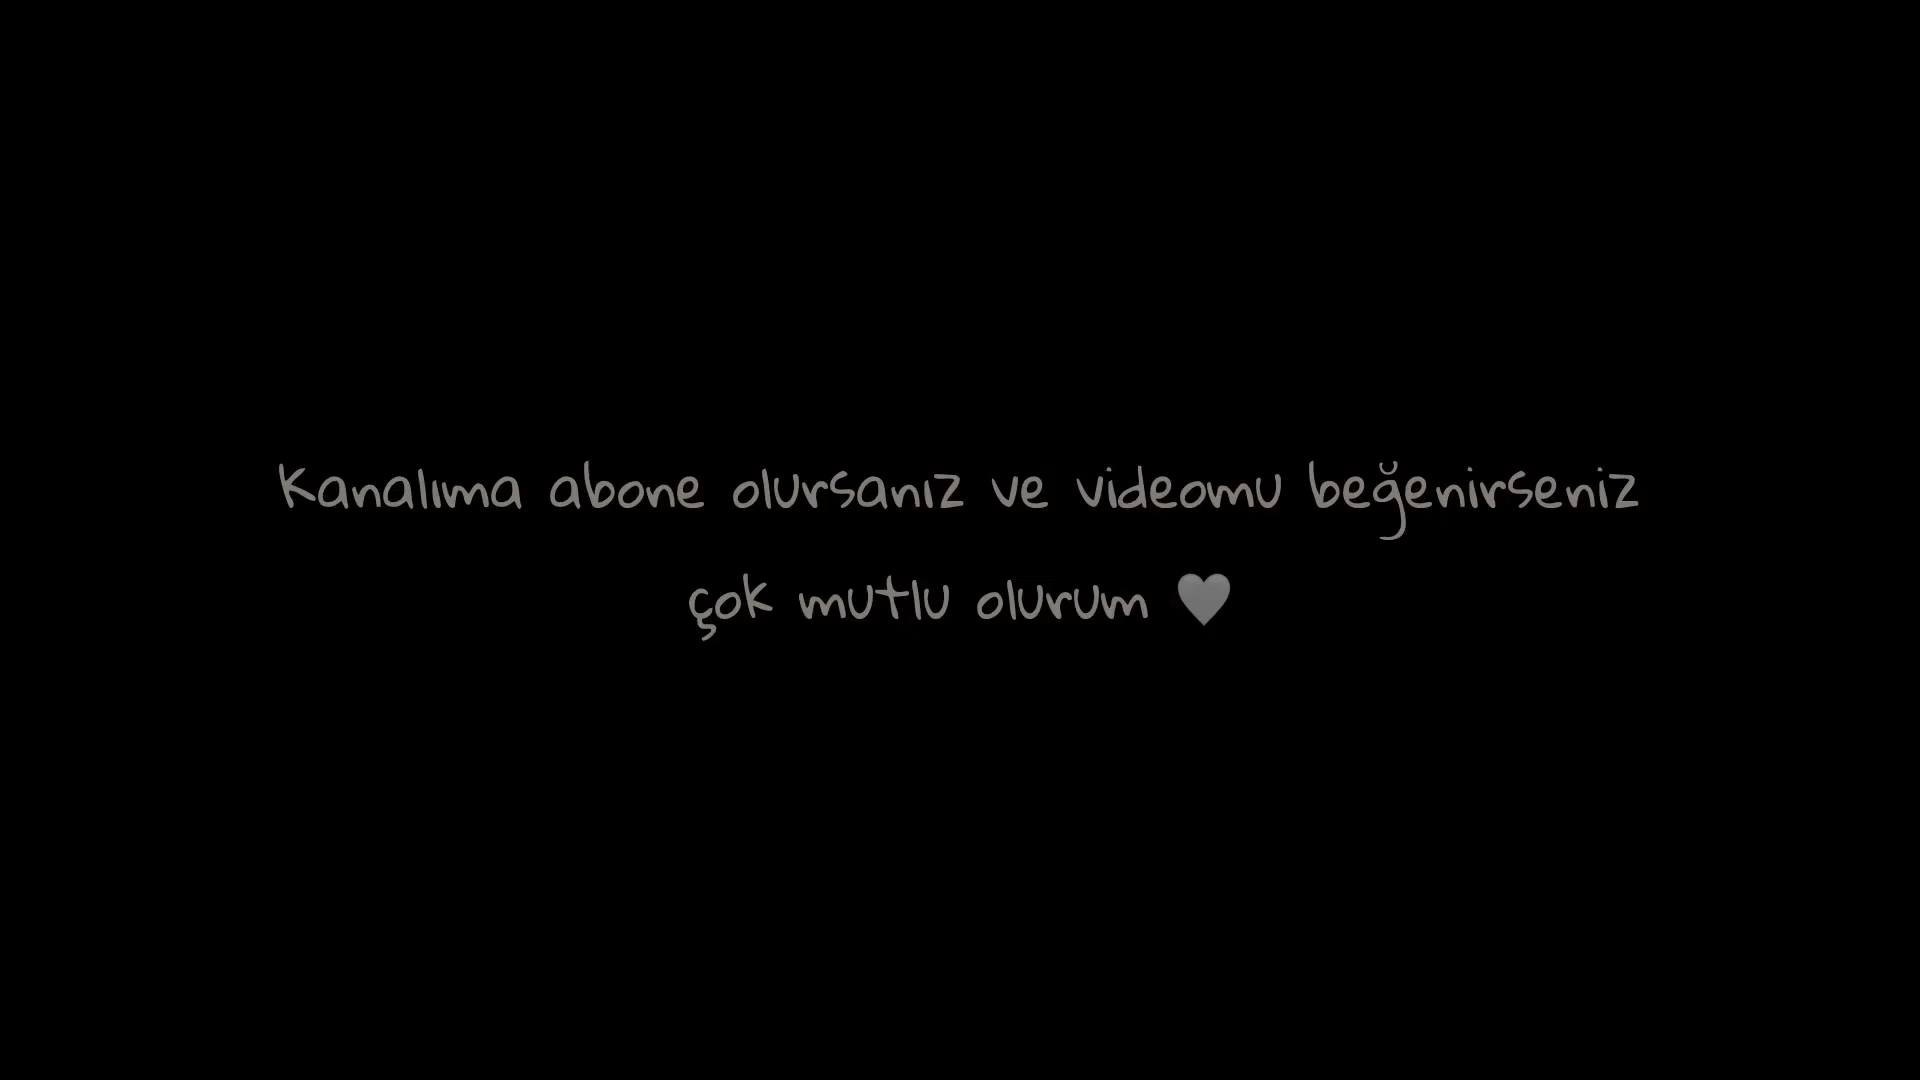 Kanalıma abone olursanız ve videomu beğenirseniz
çok mutlu olurum 🤍